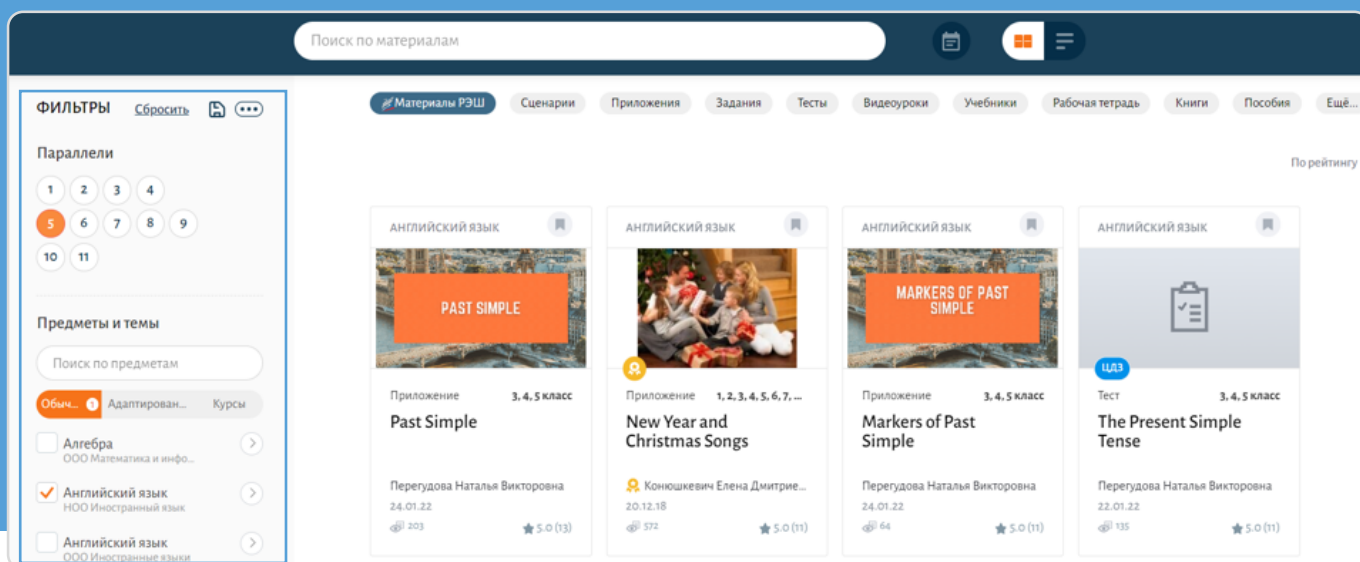 Поиск по материалам
ФИЛЬТРЫ Сбросить
Параллели
1 2 3 4
5 6 7 8 9
10 11
Предметы и темы
Поиск по предметам
Обыч... 1 Адаптирован... Курсы
Алгебра
ООО Математика и инфо...
Английский язык
НОО Иностранный язык
Английский язык
ООО Иностранные языки
Материалы РЭШ Сценарии Приложения Задания Тесты Видеоуроки Учебники Рабочая тетрадь Книги Пособия Ещё...
По рейтингу
АНГЛИЙСКИЙ ЯЗЫК
PAST SIMPLE
Приложение 3, 4, 5 класс
Past Simple
Перегудова Наталья Викторовна
24.01.22
203 5.0 (13)
АНГЛИЙСКИЙ ЯЗЫК
Приложение 1, 2, 3, 4, 5, 6, 7, ...
New Year and
Christmas Songs
Конюшкевич Елена Дмитрие...
20.12.18
572 5.0 (11)
АНГЛИЙСКИЙ ЯЗЫК
MARKERS OF PAST
SIMPLE
Приложение 3, 4, 5 класс
Markers of Past
Simple
Перегудова Наталья Викторовна
24.01.22
64 5.0 (11)
АНГЛИЙСКИЙ ЯЗЫК
ЦДЗ
Тест 3, 4, 5 класс
The Present Simple
Tense
Перегудова Наталья Викторовна
22.01.22
135 5.0 (11)